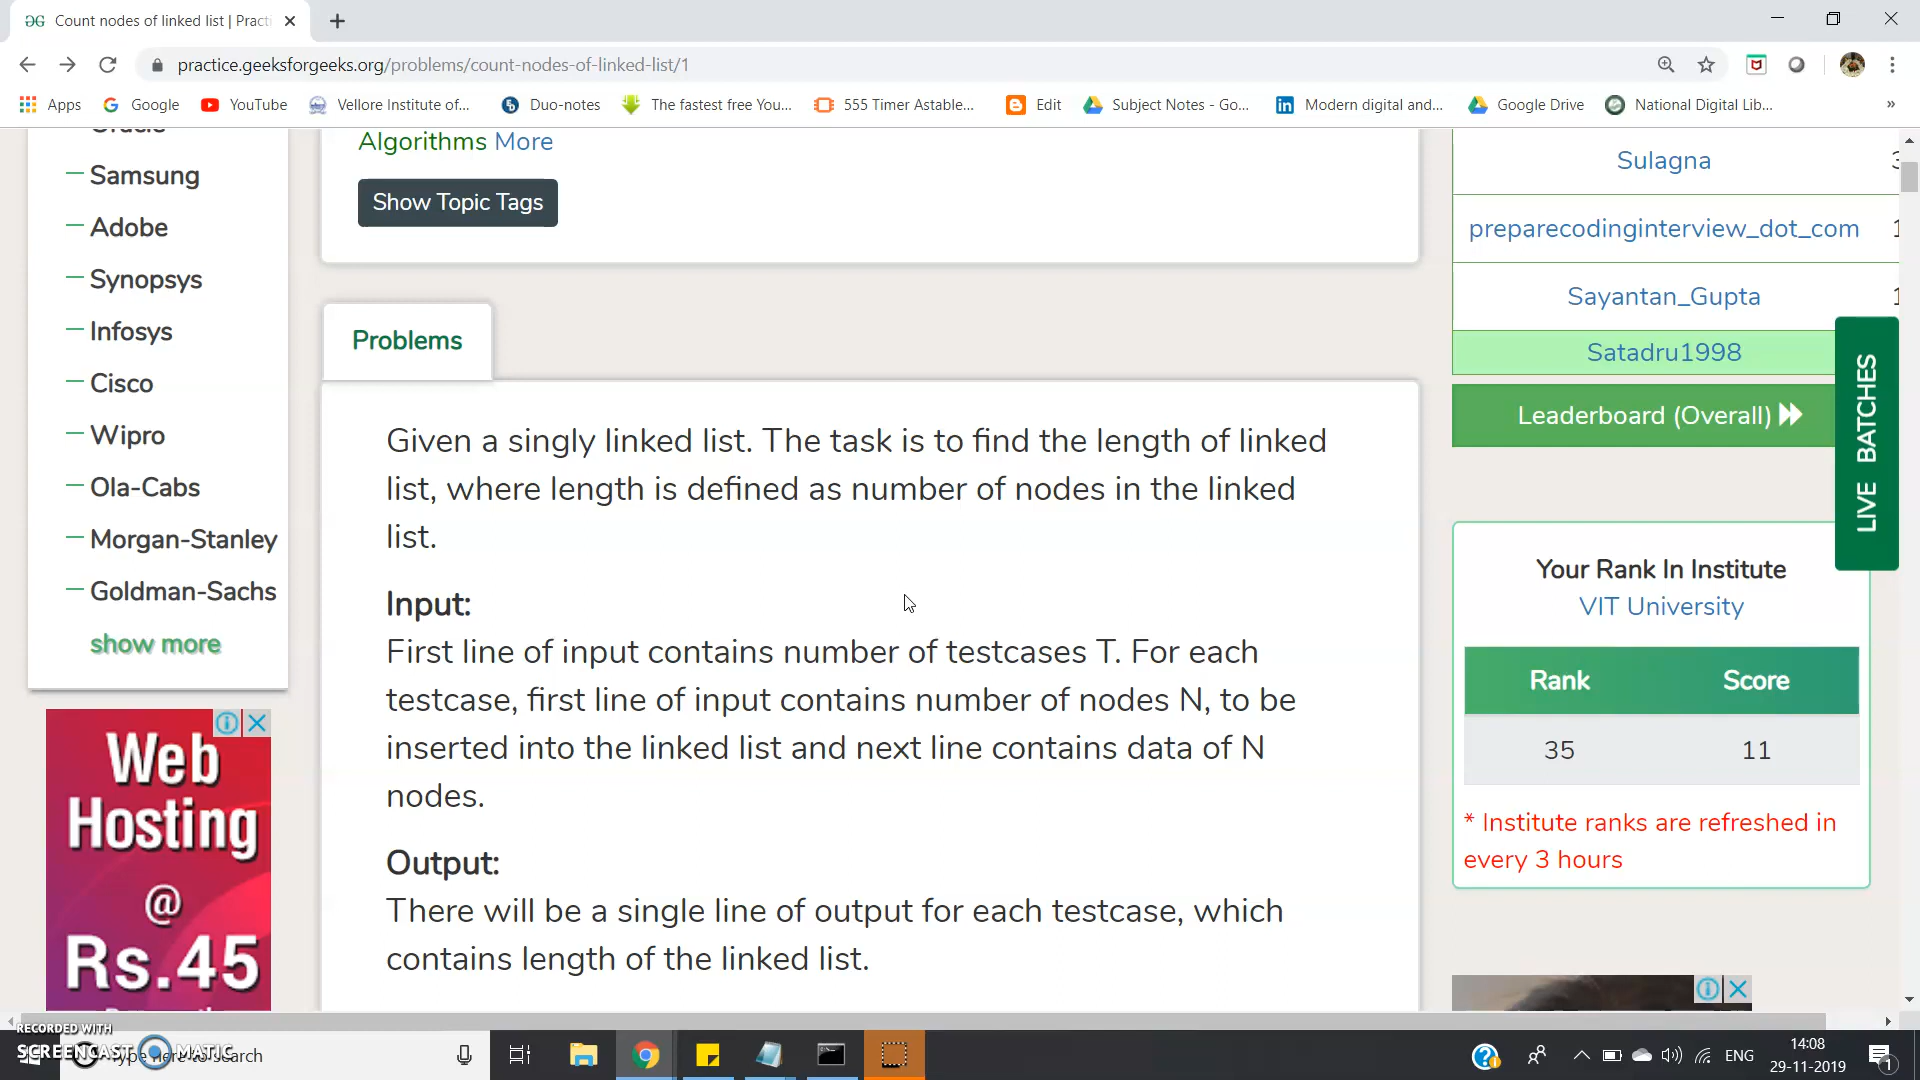 Count nodes of linked list | Practi
practice.geeksforgeeks.org/problems/count-nodes-of-linked-list/1
Apps Google YouTube Vellore Institute of... Duo-notes The fastest free You... 555 Timer Astable... Edit Subject Notes - Go... Modern digital and... Google Drive National Digital Lib... »
Oracle
Samsung
Adobe
Synopsys
Infosys
Cisco
Wipro
Ola-Cabs
Morgan-Stanley
Goldman-Sachs
show more
Web
Hosting
@
Rs.45
Algorithms More
Show Topic Tags
Problems
Given a singly linked list. The task is to find the length of linked
list, where length is defined as number of nodes in the linked
list.
Input:
First line of input contains number of testcases T. For each
testcase, first line of input contains number of nodes N, to be
inserted into the linked list and next line contains data of N
nodes.
Output:
There will be a single line of output for each testcase, which
contains length of the linked list.
Sulagna
preparecodinginterview_dot_com
Sayantan_Gupta
Satadru1998
Leaderboard (Overall)
LIVE BATCHES
Your Rank In Institute
VIT University
Rank Score
35 11
* Institute ranks are refreshed in
every 3 hours
RECORDED WITH
SCREENCAST MATIC
Type here to search
ENG
14:08
29-11-2019
1